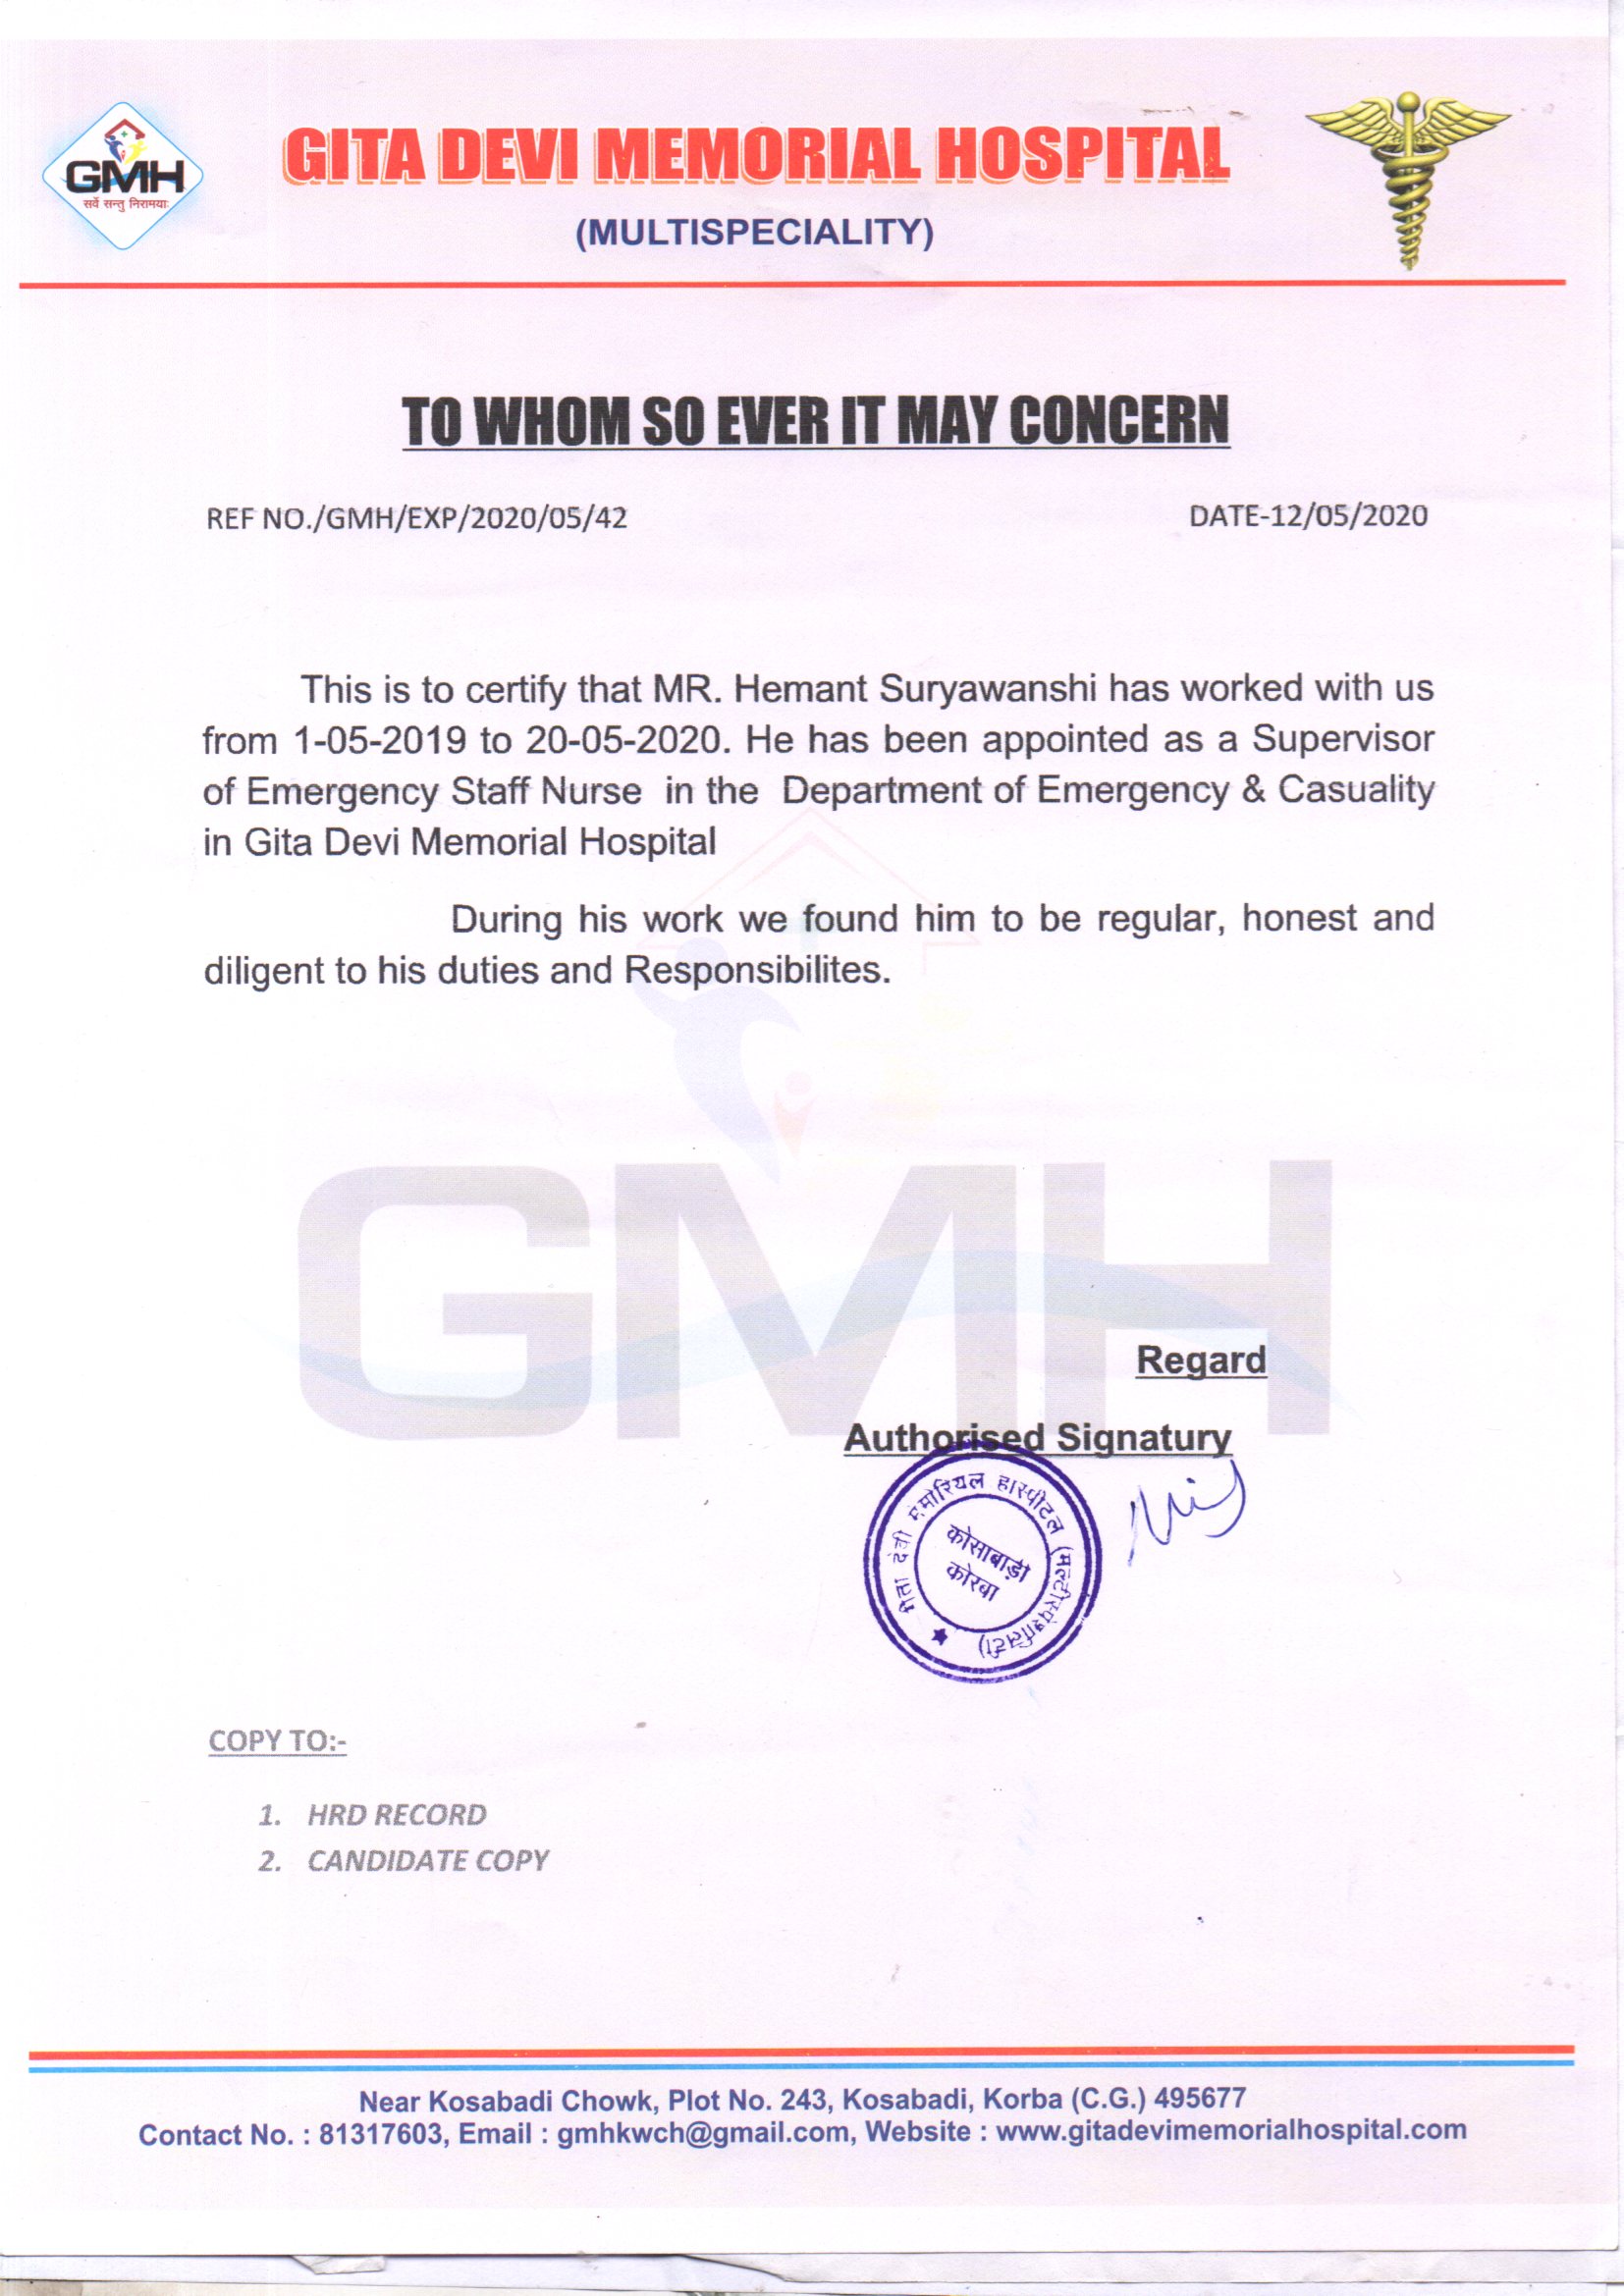 GMH
सर्वे सन्तु निरामयाः
GITA DEVI MEMORIAL HOSPITAL
(MULTISPECIALITY)
TO WHOM SO EVER IT MAY CONCERN
REF NO./GMH/EXP/2020/05/42 DATE-12/05/2020
This is to certify that MR. Hemant Suryawanshi has worked with us
from 1-05-2019 to 20-05-2020. He has been appointed as a Supervisor
of Emergency Staff Nurse in the Department of Emergency & Casuality
in Gita Devi Memorial Hospital
During his work we found him to be regular, honest and
diligent to his duties and Responsibilites.
GMH
Regard
Authorised Signatury
गीता देवी मेमोरियल हास्पीटल (मल्टीस्पेशलिटी)
कोसाबाड़ी
कोरबा
COPY TO:-
1. HRD RECORD
2. CANDIDATE COPY
Near Kosabadi Chowk, Plot No. 243, Kosabadi, Korba (C.G.) 495677
Contact No. : 81317603, Email : gmhkwch@gmail.com, Website : www.gitadevimemorialhospital.com